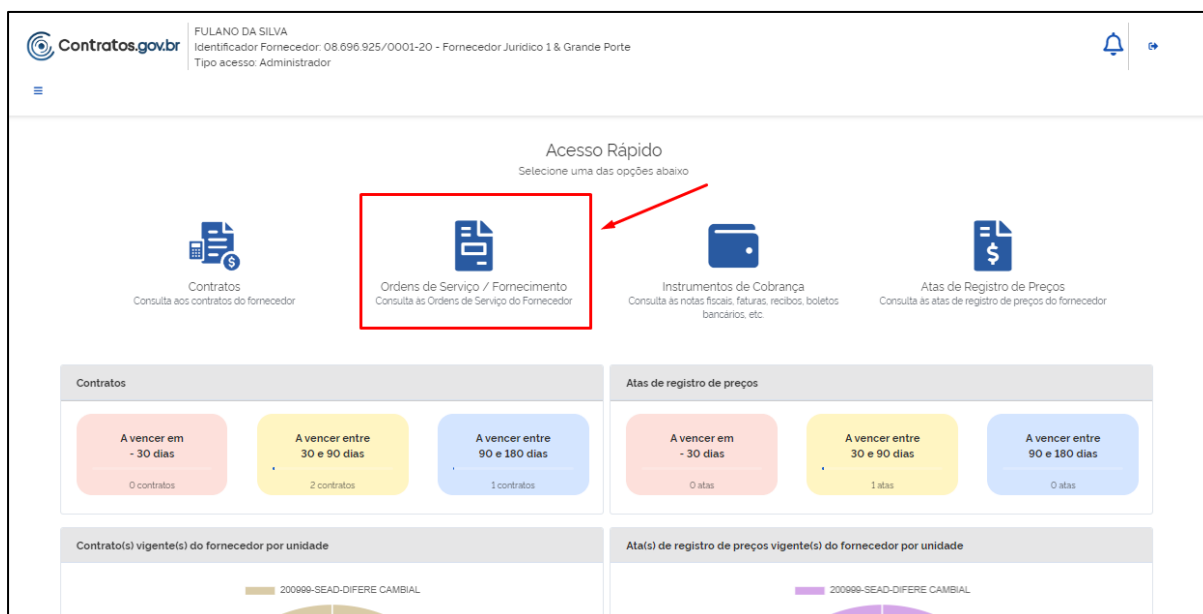 Contratos.gov.br
FULANO DA SILVA
Identificador Fornecedor: 08.696.925/0001-20 - Fornecedor Jurídico 1 & Grande Porte
Tipo acesso: Administrador
Acesso Rápido
Selecione uma das opções abaixo
Contratos
Consulta aos contratos do fornecedor
Ordens de Serviço / Fornecimento
Consulta às Ordens de Serviço do Fornecedor
Instrumentos de Cobrança
Consulta às notas fiscais, faturas, recibos, boletos
bancários, etc.
Atas de Registro de Preços
Consulta às atas de registro de preços do fornecedor
Contratos
A vencer em
- 30 dias
0 contratos
A vencer entre
30 e 90 dias
2 contratos
A vencer entre
90 e 180 dias
1 contratos
Atas de registro de preços
A vencer em
- 30 dias
0 atas
A vencer entre
30 e 90 dias
1 atas
A vencer entre
90 e 180 dias
0 atas
Contrato(s) vigente(s) do fornecedor por unidade
200999-SEAD-DIFERE CAMBIAL
Ata(s) de registro de preços vigente(s) do fornecedor por unidade
200999-SEAD-DIFERE CAMBIAL